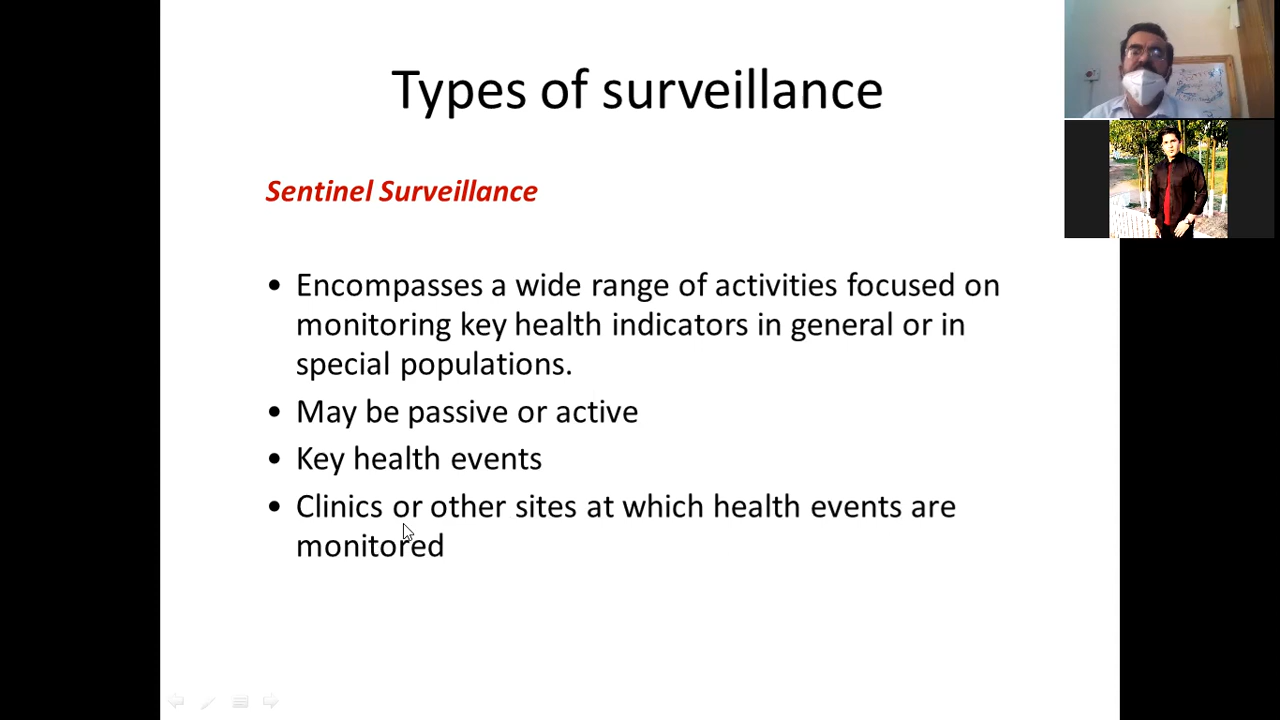 Types of surveillance
Sentinel Surveillance
• Encompasses a wide range of activities focused on
monitoring key health indicators in general or in
special populations.
• May be passive or active
• Key health events
• Clinics or other sites at which health events are
monitored